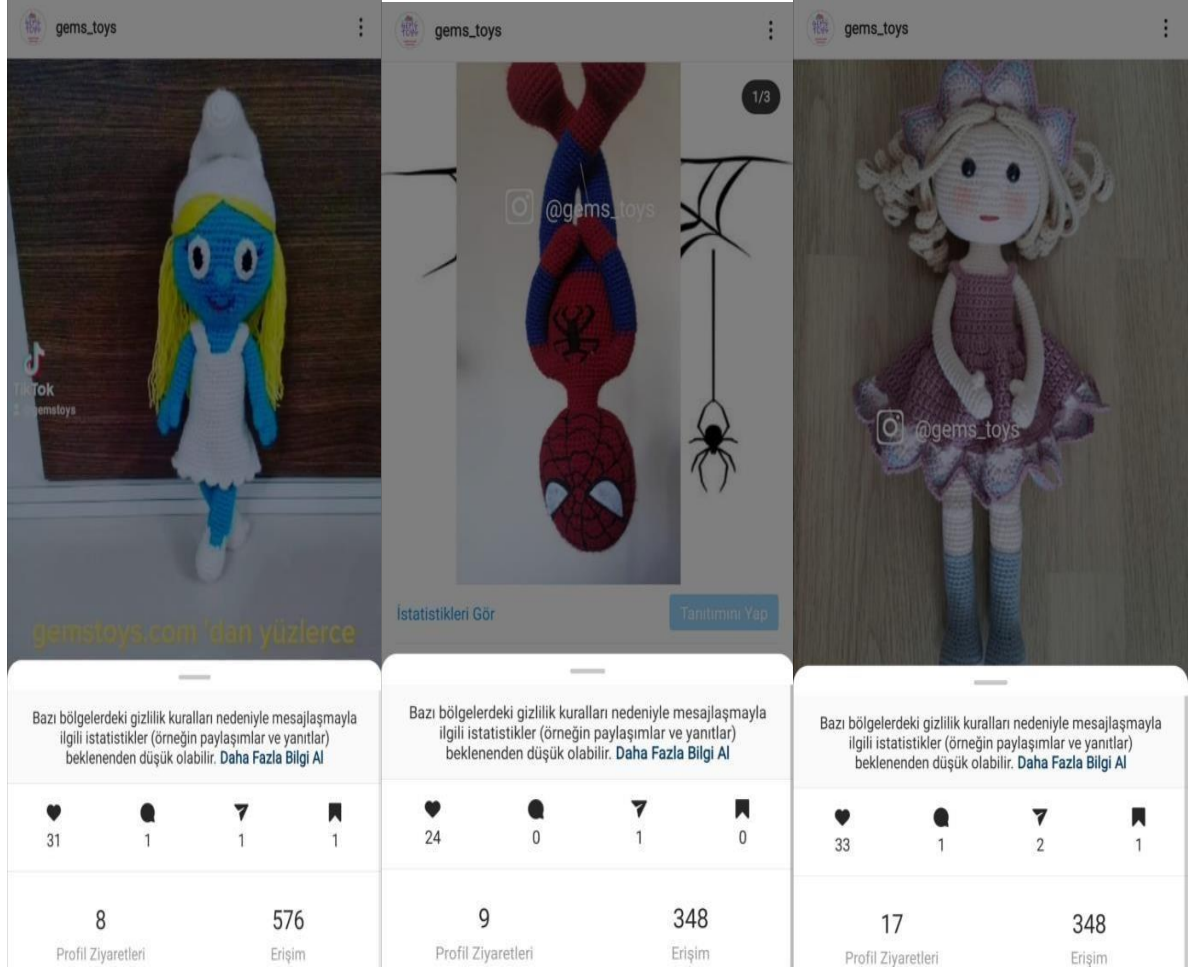 gems_toys
TikTok
gemstoys
gemstoys.com 'dan yüzlerce
Bazı bölgelerdeki gizlilik kuralları nedeniyle mesajlaşmayla
ilgili istatistikler (örneğin paylaşımlar ve yanıtlar)
beklenenden düşük olabilir. Daha Fazla Bilgi Al
31 1 1 1
8 576
Profil Ziyaretleri Erişim
gems_toys
1/3
@gems_toys
İstatistikleri Gör Tanıtımını Yap
Bazı bölgelerdeki gizlilik kuralları nedeniyle mesajlaşmayla
ilgili istatistikler (örneğin paylaşımlar ve yanıtlar)
beklenenden düşük olabilir. Daha Fazla Bilgi Al
24 0 1 0
9 348
Profil Ziyaretleri Erişim
gems_toys
@gems_toys
Bazı bölgelerdeki gizlilik kuralları nedeniyle mesajlaşmayla
ilgili istatistikler (örneğin paylaşımlar ve yanıtlar)
beklenenden düşük olabilir. Daha Fazla Bilgi Al
33 1 2 1
17 348
Profil Ziyaretleri Erişim